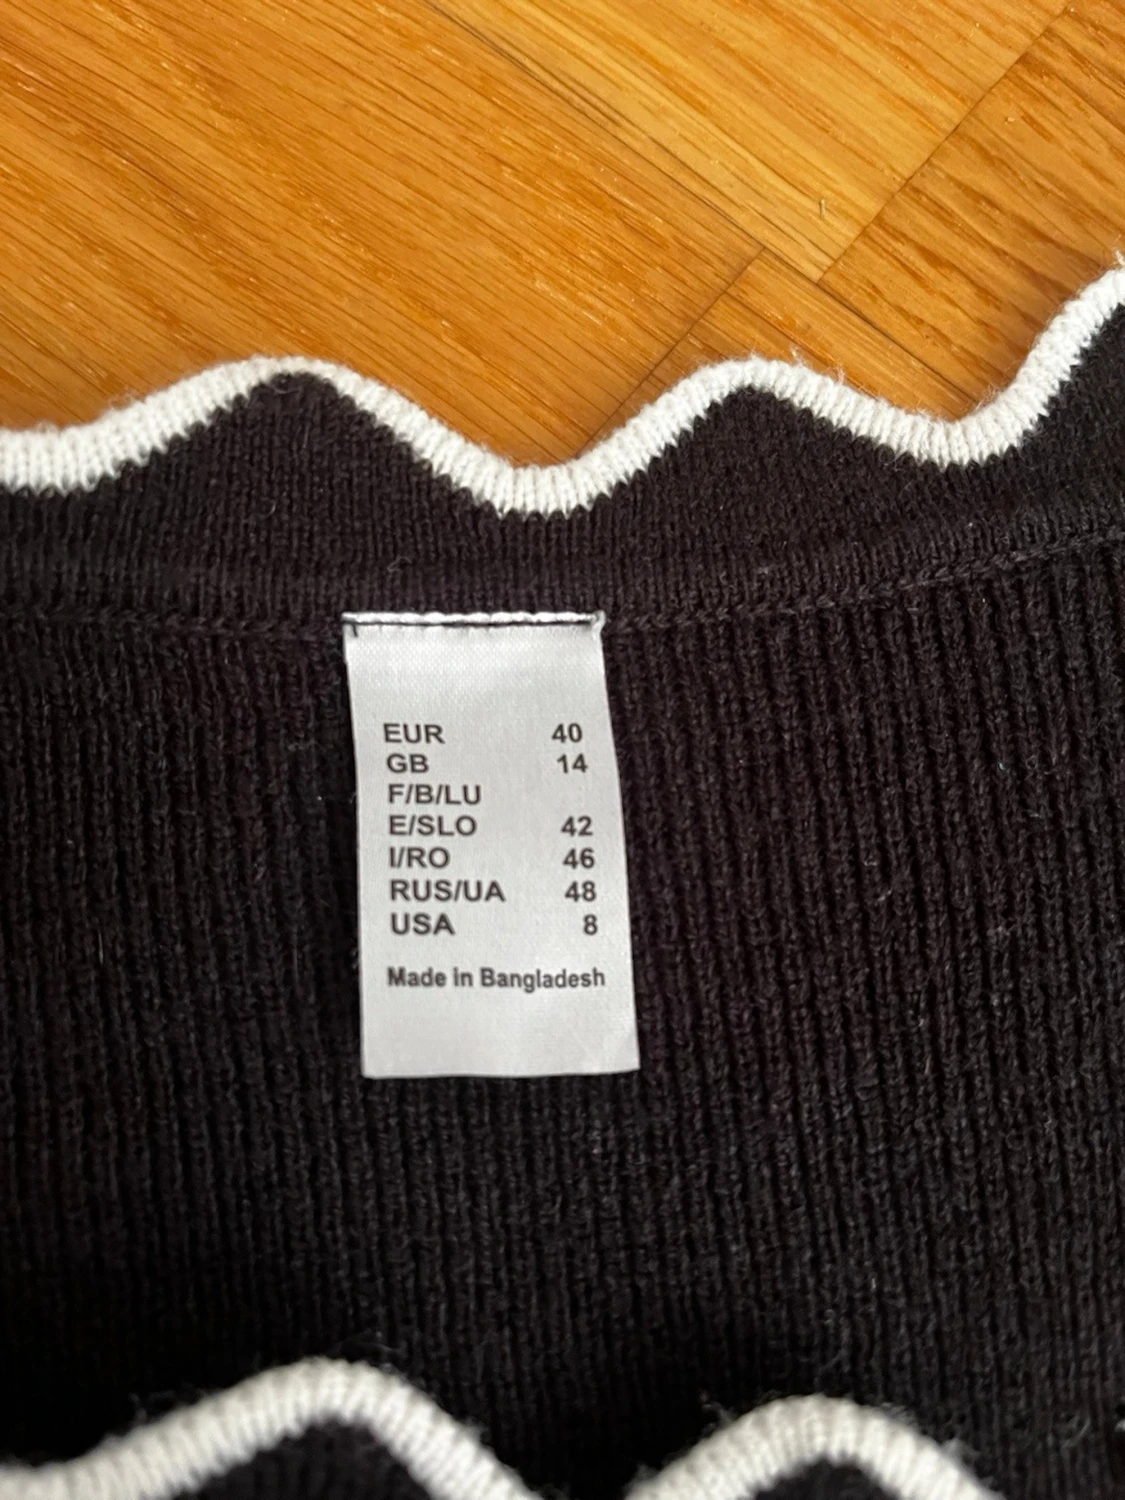 EUR 40
GB 14
F/B/LU
E/SLO 42
I/RO 46
RUS/UA 48
USA 8
Made in Bangladesh